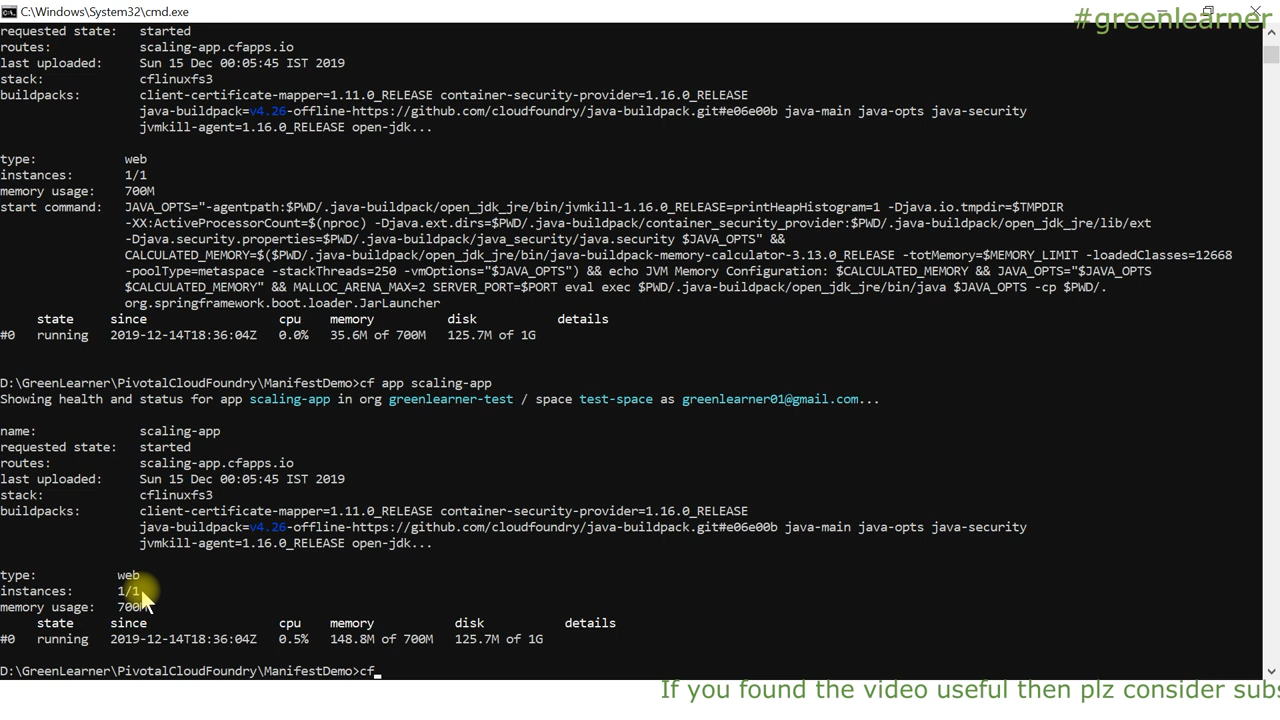 C:\Windows\System32\cmd.exe
#greenlearner
requested state: started
routes: scaling-app.cfapps.io
last uploaded: Sun 15 Dec 00:05:45 IST 2019
stack: cflinuxfs3
buildpacks: client-certificate-mapper=1.11.0_RELEASE container-security-provider=1.16.0_RELEASE
java-buildpack=v4.26-offline-https://github.com/cloudfoundry/java-buildpack.git#e06e00b java-main java-opts java-security
jvmkill-agent=1.16.0_RELEASE open-jdk...
type: web
instances: 1/1
memory usage: 700M
start command: JAVA_OPTS="-agentpath:$PWD/.java-buildpack/open_jdk_jre/bin/jvmkill-1.16.0_RELEASE=printHeapHistogram=1 -Djava.io.tmpdir=$TMPDIR
-XX:ActiveProcessorCount=$(nproc) -Djava.ext.dirs=$PWD/.java-buildpack/container_security_provider:$PWD/.java-buildpack/open_jdk_jre/lib/ext
-Djava.security.properties=$PWD/.java-buildpack/java_security/java.security $JAVA_OPTS" &&
CALCULATED_MEMORY=$($PWD/.java-buildpack/open_jdk_jre/bin/java-buildpack-memory-calculator-3.13.0_RELEASE -totMemory=$MEMORY_LIMIT -loadedClasses=12668
-poolType=metaspace -stackThreads=250 -vmOptions="$JAVA_OPTS") && echo JVM Memory Configuration: $CALCULATED_MEMORY && JAVA_OPTS="$JAVA_OPTS
$CALCULATED_MEMORY" && MALLOC_ARENA_MAX=2 SERVER_PORT=$PORT eval exec $PWD/.java-buildpack/open_jdk_jre/bin/java $JAVA_OPTS -cp $PWD/.
org.springframework.boot.loader.JarLauncher
state since cpu memory disk details
#0 running 2019-12-14T18:36:04Z 0.0% 35.6M of 700M 125.7M of 1G
D:\GreenLearner\PivotalCloudFoundry\ManifestDemo>cf app scaling-app
Showing health and status for app scaling-app in org greenlearner-test / space test-space as greenlearner01@gmail.com...
name: scaling-app
requested state: started
routes: scaling-app.cfapps.io
last uploaded: Sun 15 Dec 00:05:45 IST 2019
stack: cflinuxfs3
buildpacks: client-certificate-mapper=1.11.0_RELEASE container-security-provider=1.16.0_RELEASE
java-buildpack=v4.26-offline-https://github.com/cloudfoundry/java-buildpack.git#e06e00b java-main java-opts java-security
jvmkill-agent=1.16.0_RELEASE open-jdk...
type: web
instances: 1/1
memory usage: 700M
state since cpu memory disk details
#0 running 2019-12-14T18:36:04Z 0.5% 148.8M of 700M 125.7M of 1G
D:\GreenLearner\PivotalCloudFoundry\ManifestDemo>cf
If you found the video useful then plz consider subs